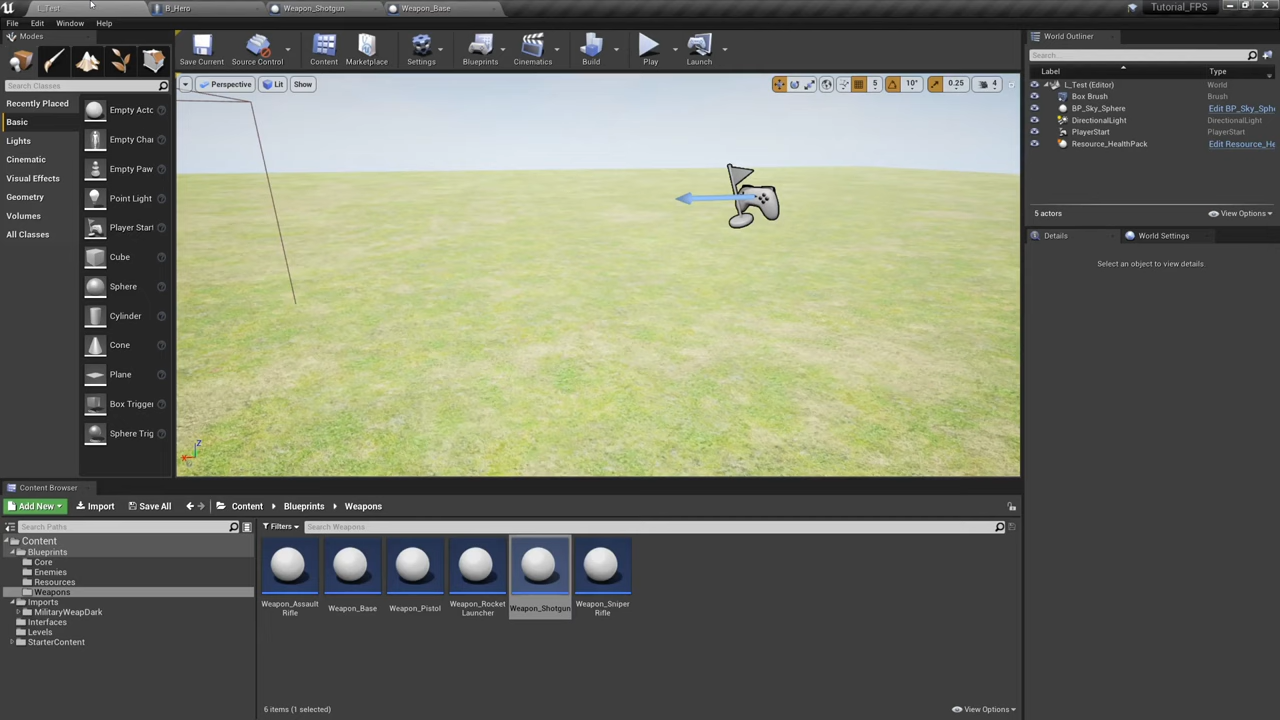 L_Test
B_Hero
Weapon_Shotgun
Weapon_Base
Tutorial_FPS
File
Edit
Window
Help
Modes
Search Classes
Recently Placed
Basic
Lights
Cinematic
Visual Effects
Geometry
Volumes
All Classes
Empty Acto
Empty Cha
Empty Paw
Point Light
Player Start
Cube
Sphere
Cylinder
Cone
Plane
Box Trigger
Sphere Trig
Save Current
Source Control
Content
Marketplace
Settings
Blueprints
Cinematics
Build
Play
Launch
Perspective
Lit
Show
5
10°
0.25
4
Z
World Outliner
Search...
Label
Type
L_Test (Editor)
World
Box Brush
Brush
BP_Sky_Sphere
Edit BP_Sky_Sph
DirectionalLight
DirectionalLight
PlayerStart
PlayerStart
Resource_HealthPack
Edit Resource_He
5 actors
View Options
Details
World Settings
Select an object to view details
Content Browser
Add New
Import
Save All
Content
Blueprints
Weapons
Search Paths
Filters
Search Weapons
Content
Blueprints
Core
Enemies
Resources
Weapons
Imports
MilitaryWeapDark
Interfaces
Levels
StarterContent
Weapon_Assault
Rifle
Weapon_Base
Weapon_Pistol
Weapon_Rocket
Launcher
Weapon_Shotgun
Weapon_Sniper
Rifle
6 items (1 selected)
View Options